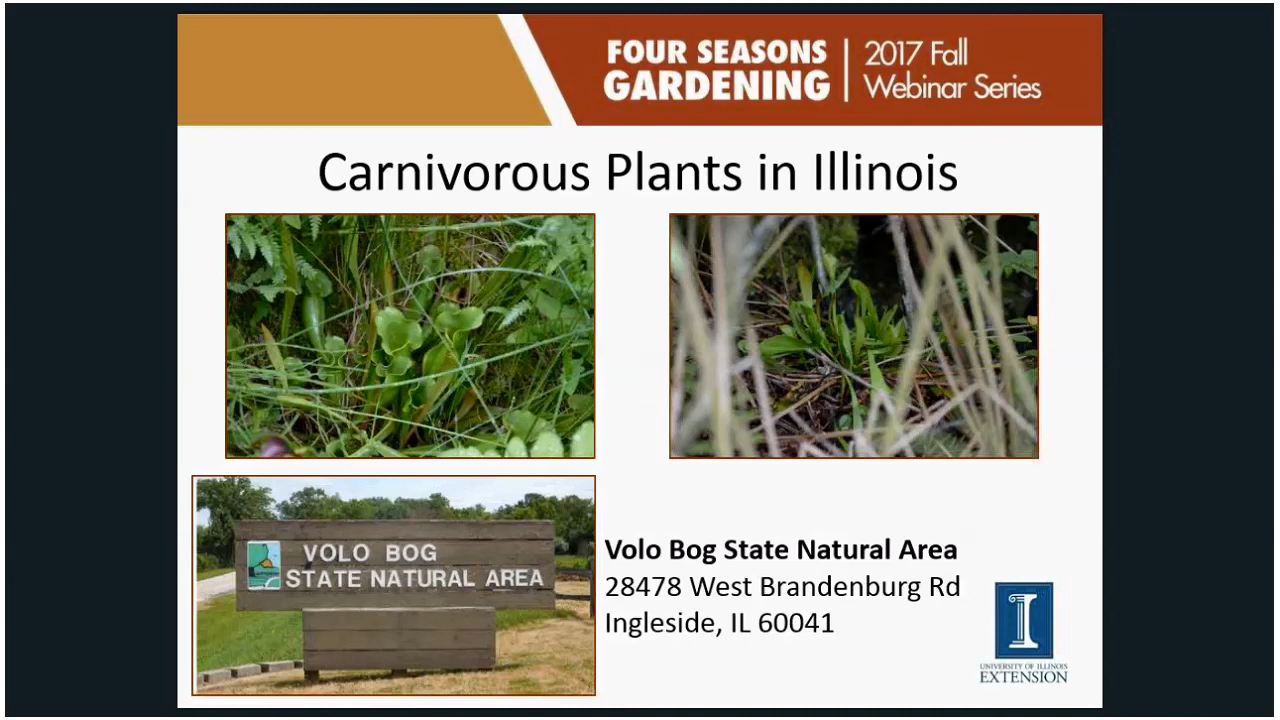 FOUR SEASONS
GARDENING
2017 Fall
Webinar Series
Carnivorous Plants in Illinois
VOLO BOG
STATE NATURAL AREA
Volo Bog State Natural Area
28478 West Brandenburg Rd
Ingleside, IL 60041
I
UNIVERSITY OF ILLINOIS
EXTENSION